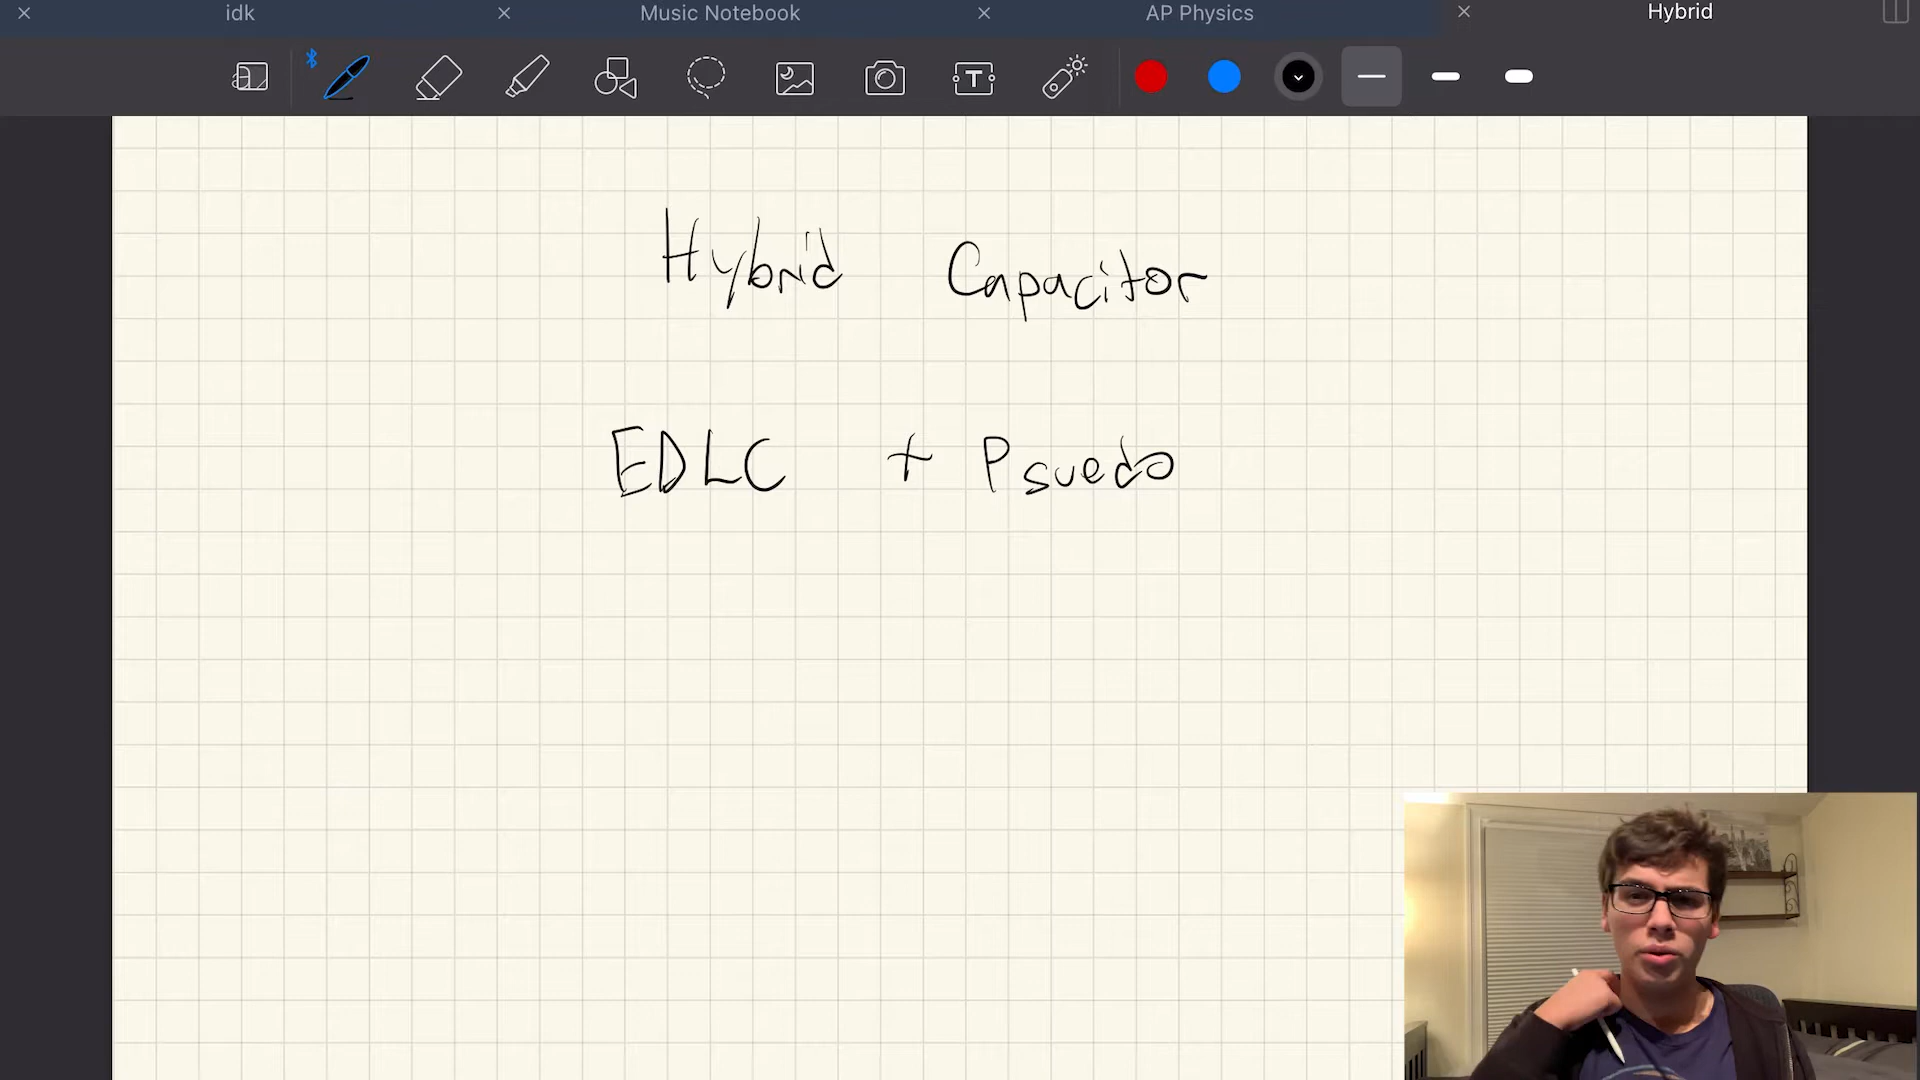 idk Music Notebook AP Physics Hybrid
Hybrid Capacitor
EDLC + Psuedo